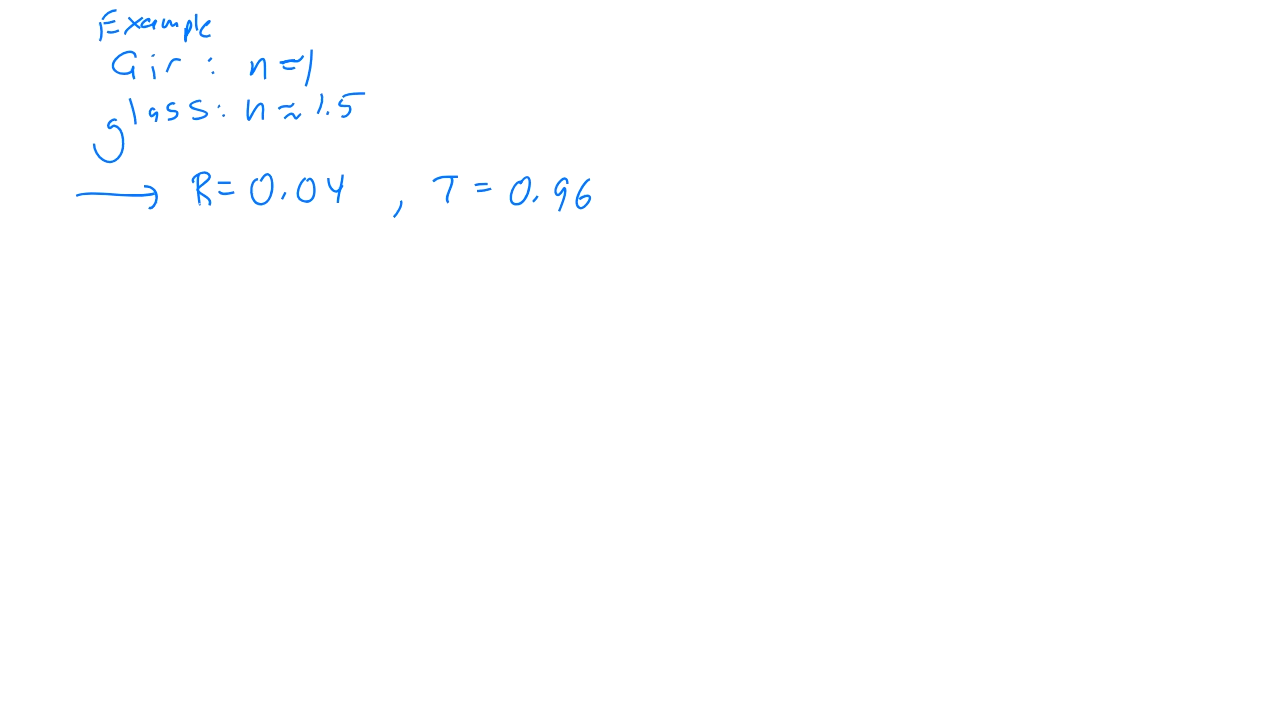 Example
air : n ≈ 1
glass : n ≈ 1.5
⟶ R = 0.04 , T = 0.96